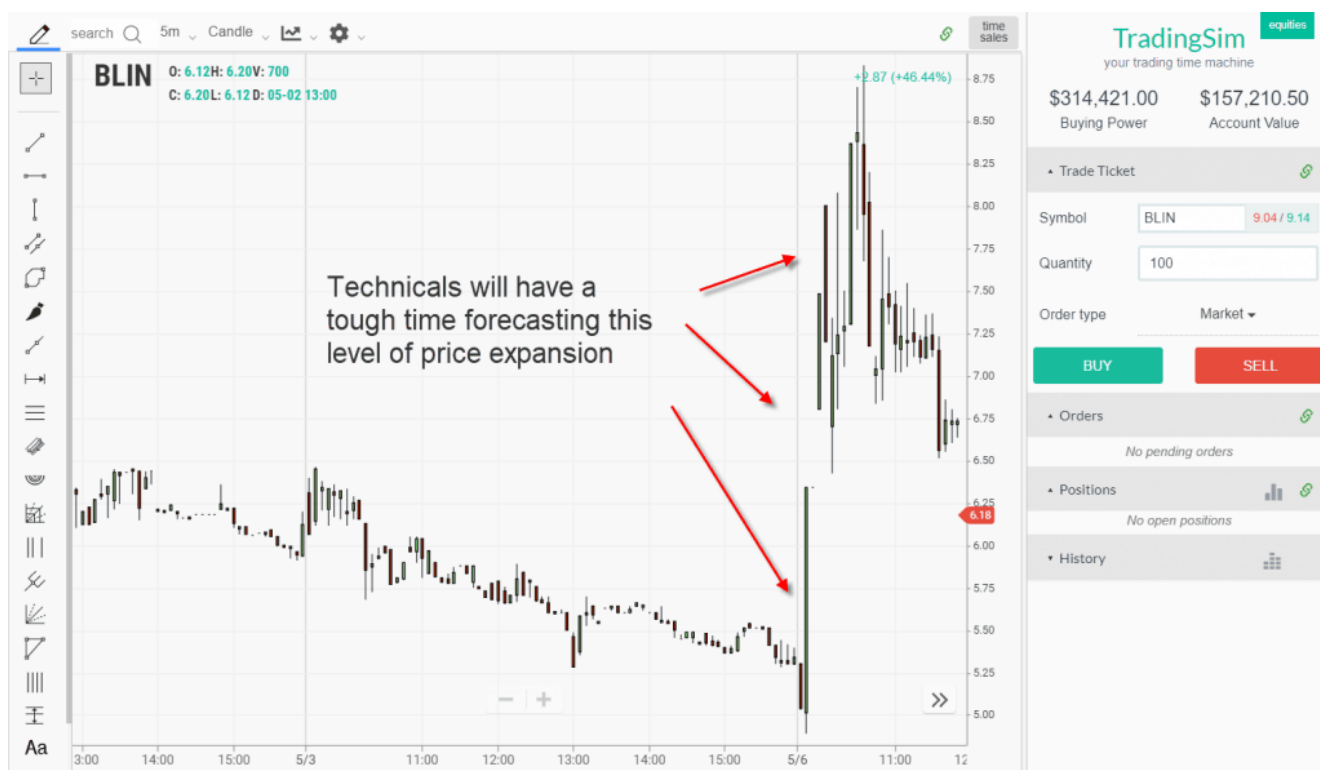 search 5m Candle
time
sales
BLIN O: 6.12H: 6.20V: 700
C: 6.20L: 6.12 D: 05-02 13:00
+2.87 (+46.44%)
8.75
8.50
8.25
8.00
7.75
7.50
7.25
7.00
6.75
6.50
6.25
6.18
6.00
5.75
5.50
5.25
5.00
Technicals will have a
tough time forecasting this
level of price expansion
Aa
3:00 14:00 15:00 5/3 11:00 12:00 13:00 14:00 15:00 5/6 11:00 12
equities
TradingSim
your trading time machine
$314,421.00 $157,210.50
Buying Power Account Value
Trade Ticket
Symbol BLIN 9.04 / 9.14
Quantity 100
Order type Market
BUY SELL
Orders
No pending orders
Positions
No open positions
History